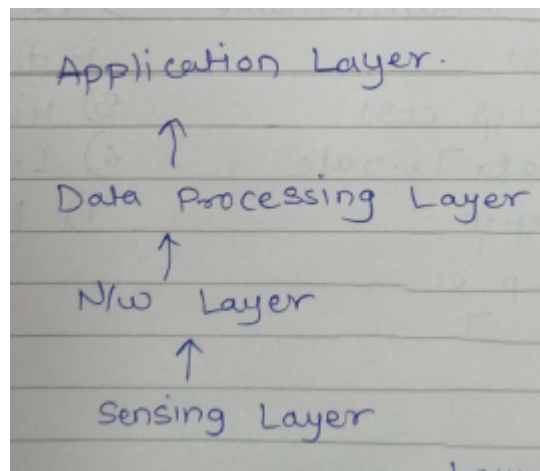 Application Layer.
↑
Data Processing Layer
↑
N/w Layer
↑
Sensing Layer